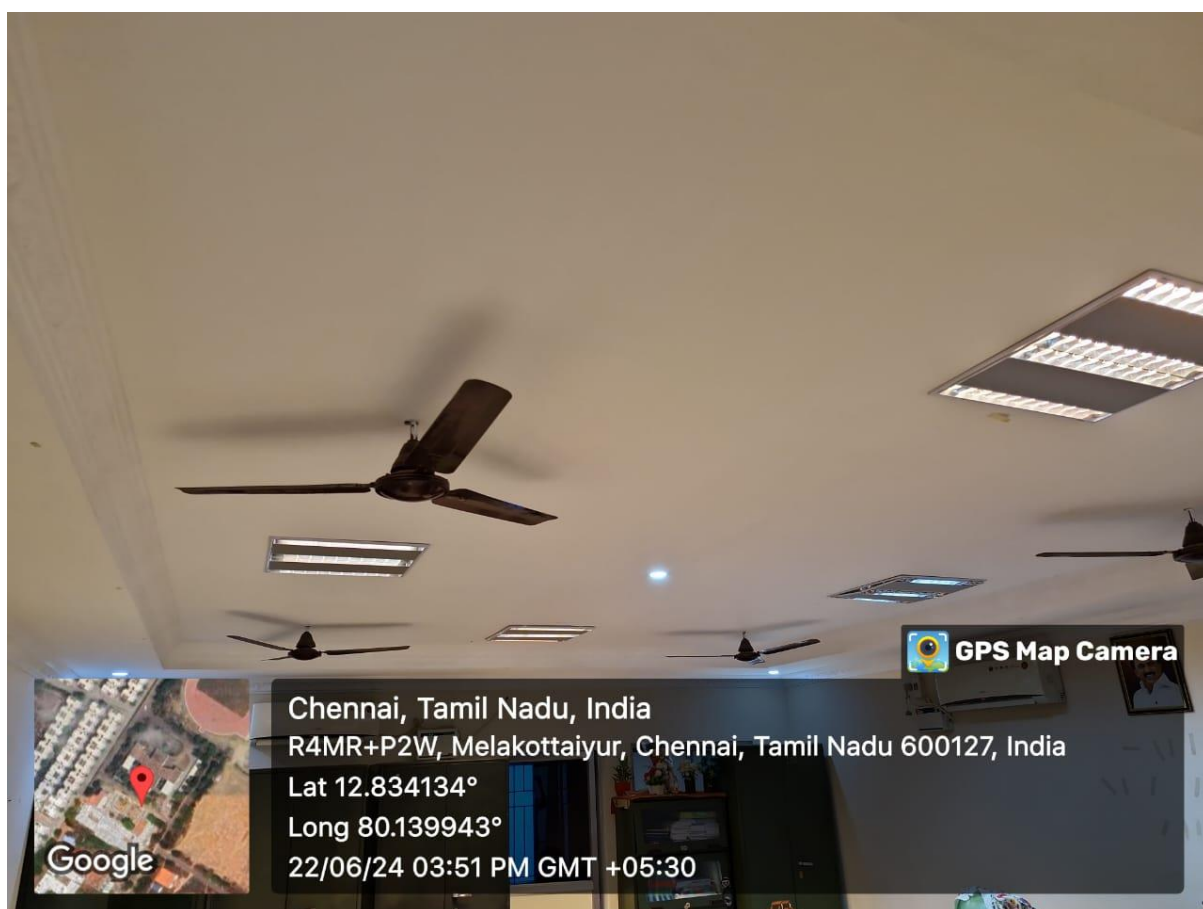 GPS Map Camera
Chennai, Tamil Nadu, India
R4MR+P2W, Melakottaiyur, Chennai, Tamil Nadu 600127, India
Lat 12.834134°
Long 80.139943°
22/06/24 03:51 PM GMT +05:30
Google